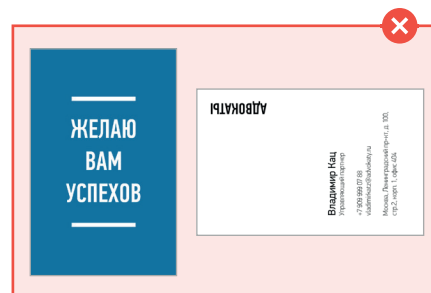 ЖЕЛАЮ
ВАМ
УСПЕХОВ
АДВОКАТЫ
Владимир Кац
Управляющий партнер
+7 909 999 07 68
vladimirkatz@advokaty.ru
Москва, Ленинградский пр-кт, д. 100,
стр.2, корп. 1, офис 404